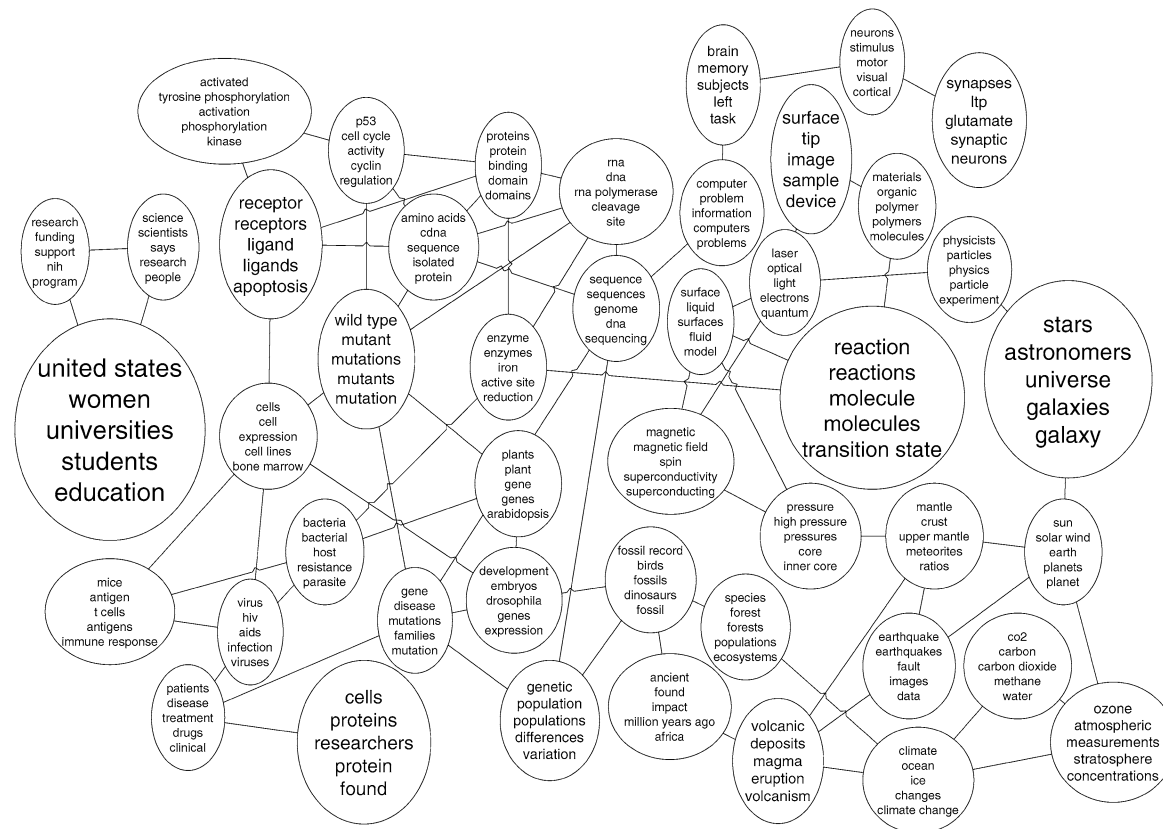 neurons
stimulus
motor
visual
cortical
brain
memory
subjects
left
task
synapses
ltp
glutamate
synaptic
neurons
activated
tyrosine phosphorylation
activation
phosphorylation
kinase
surface
tip
image
sample
device
p53
cell cycle
activity
cyclin
regulation
proteins
protein
binding
domain
domains
rna
dna
rna polymerase
cleavage
site
materials
organic
polymer
polymers
molecules
computer
problem
information
computers
problems
receptor
receptors
ligand
ligands
apoptosis
research
funding
support
nih
program
science
scientists
says
research
people
amino acids
cdna
sequence
isolated
protein
physicists
particles
physics
particle
experiment
laser
optical
light
electrons
quantum
sequence
sequences
genome
dna
sequencing
surface
liquid
surfaces
fluid
model
wild type
mutant
mutations
mutants
mutation
enzyme
enzymes
iron
active site
reduction
stars
astronomers
universe
galaxies
galaxy
reaction
reactions
molecule
molecules
transition state
united states
women
universities
students
education
cells
cell
expression
cell lines
bone marrow
magnetic
magnetic field
spin
superconductivity
superconducting
plants
plant
gene
genes
arabidopsis
pressure
high pressure
pressures
core
inner core
mantle
crust
upper mantle
meteorites
ratios
sun
solar wind
earth
planets
planet
bacteria
bacterial
host
resistance
parasite
fossil record
birds
fossils
dinosaurs
fossil
mice
antigen
t cells
antigens
immune response
development
embryos
drosophila
genes
expression
gene
disease
mutations
families
mutation
virus
hiv
aids
infection
viruses
species
forest
forests
populations
ecosystems
earthquake
earthquakes
fault
images
data
co2
carbon
carbon dioxide
methane
water
patients
disease
treatment
drugs
clinical
cells
proteins
researchers
protein
found
genetic
population
populations
differences
variation
ancient
found
impact
million years ago
africa
volcanic
deposits
magma
eruption
volcanism
climate
ocean
ice
changes
climate change
ozone
atmospheric
measurements
stratosphere
concentrations